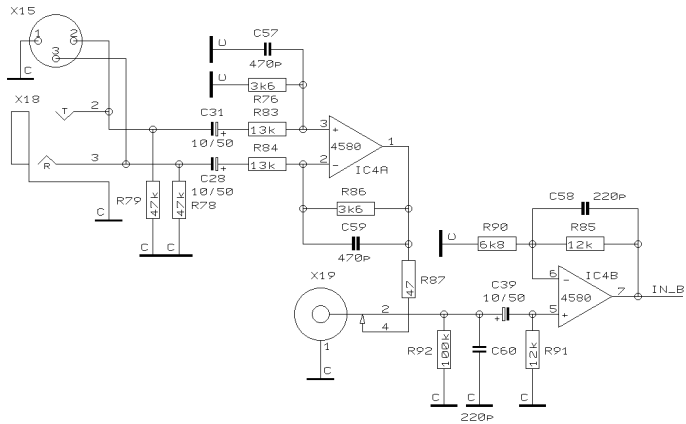 X15
1
2
3
C
X18
T
2
R
3
C
C57
470p
C
C
3k6
R76
C31
10/50
+
R83
13k
C28
10/50
+
R84
13k
R79
47k
47k
R78
C
C
3
+
2
-
4580
1
IC4A
R86
3k6
C59
470p
47
R87
X19
1
C
2
4
R92
100k
C
C60
C
220p
C39
10/50
+
12k
R91
C
C
R90
6k8
C58
220p
R85
12k
IC4B
6
-
5
+
4580
7
IN_B